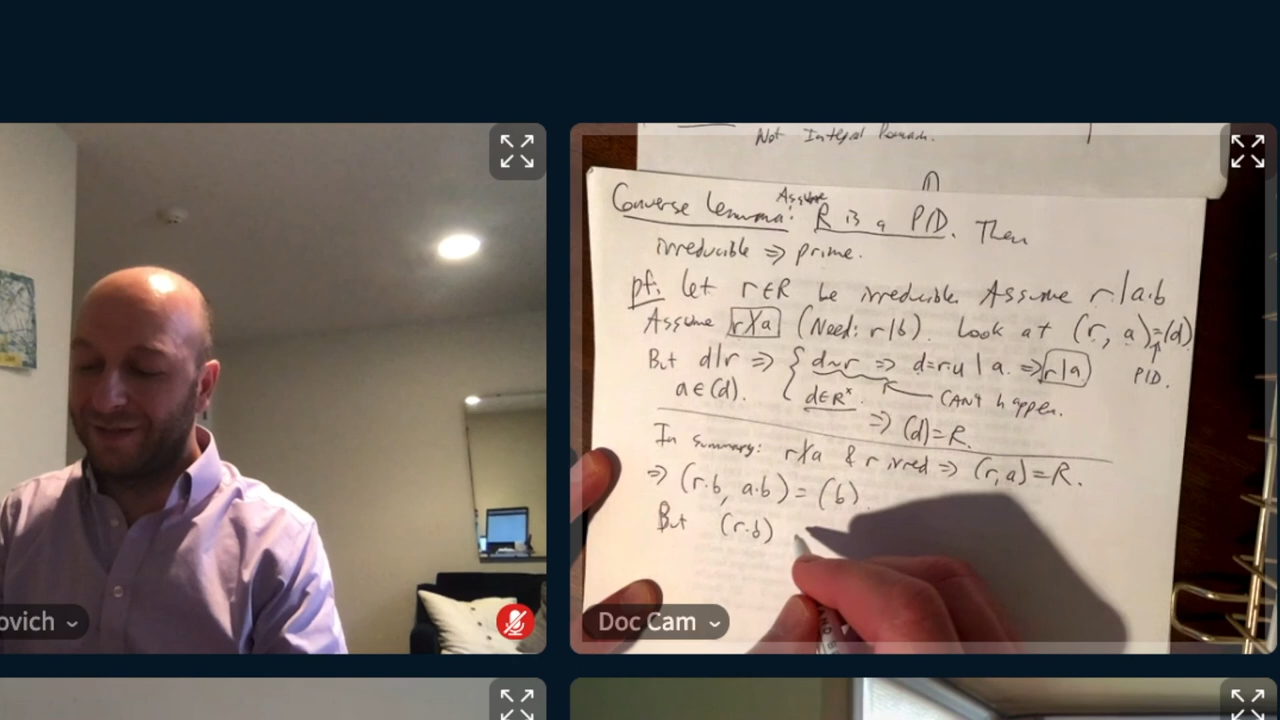 Not Integral Domain.
Converse Lemma: Assume R is a PID. Then
irreducible ⇒ prime.
pf: Let r∈R be irreducible. Assume r|a·b
Assume r∤a (Need: r|b). Look at (r, a)=(d)
But d|r ⇒ { d~r ⇒ d=r·u | a. ⇒ r|a
PID.
a∈(d). d∈R^x. CAN'T happen.
⇒ (d)=R.
In summary: r∤a & r irred ⇒ (r,a)=R.
⇒ (r·b, a·b) = (b).
But (r·b)
ovich
Doc Cam